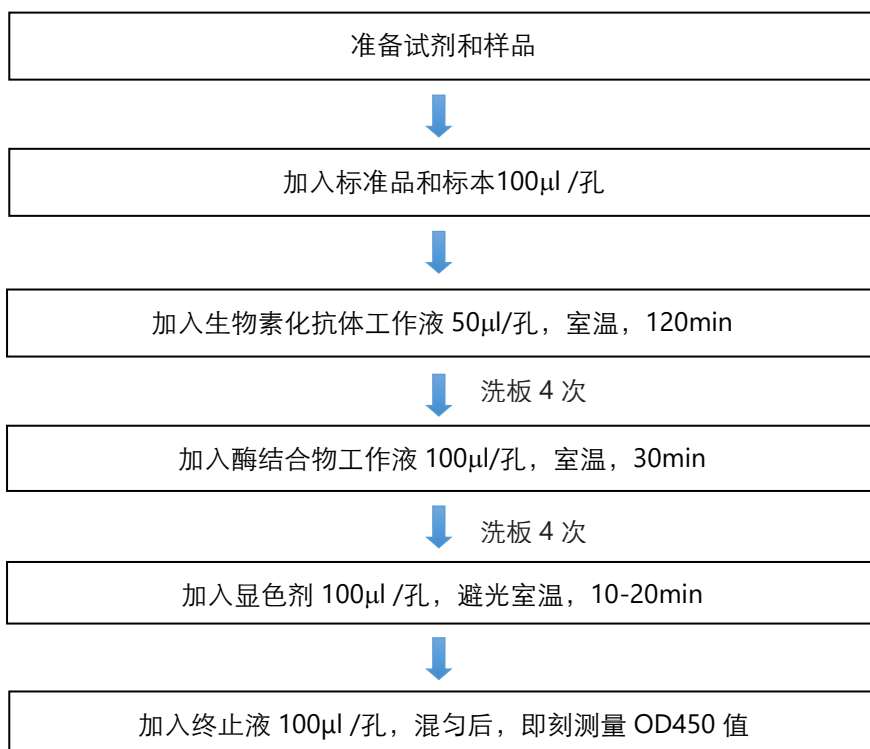 准备试剂和样品
加入标准品和标本100μl /孔
加入生物素化抗体工作液 50μl/孔，室温，120min
洗板 4 次
加入酶结合物工作液 100μl/孔，室温，30min
洗板 4 次
加入显色剂 100μl /孔，避光室温，10-20min
加入终止液 100μl /孔，混匀后，即刻测量 OD450 值